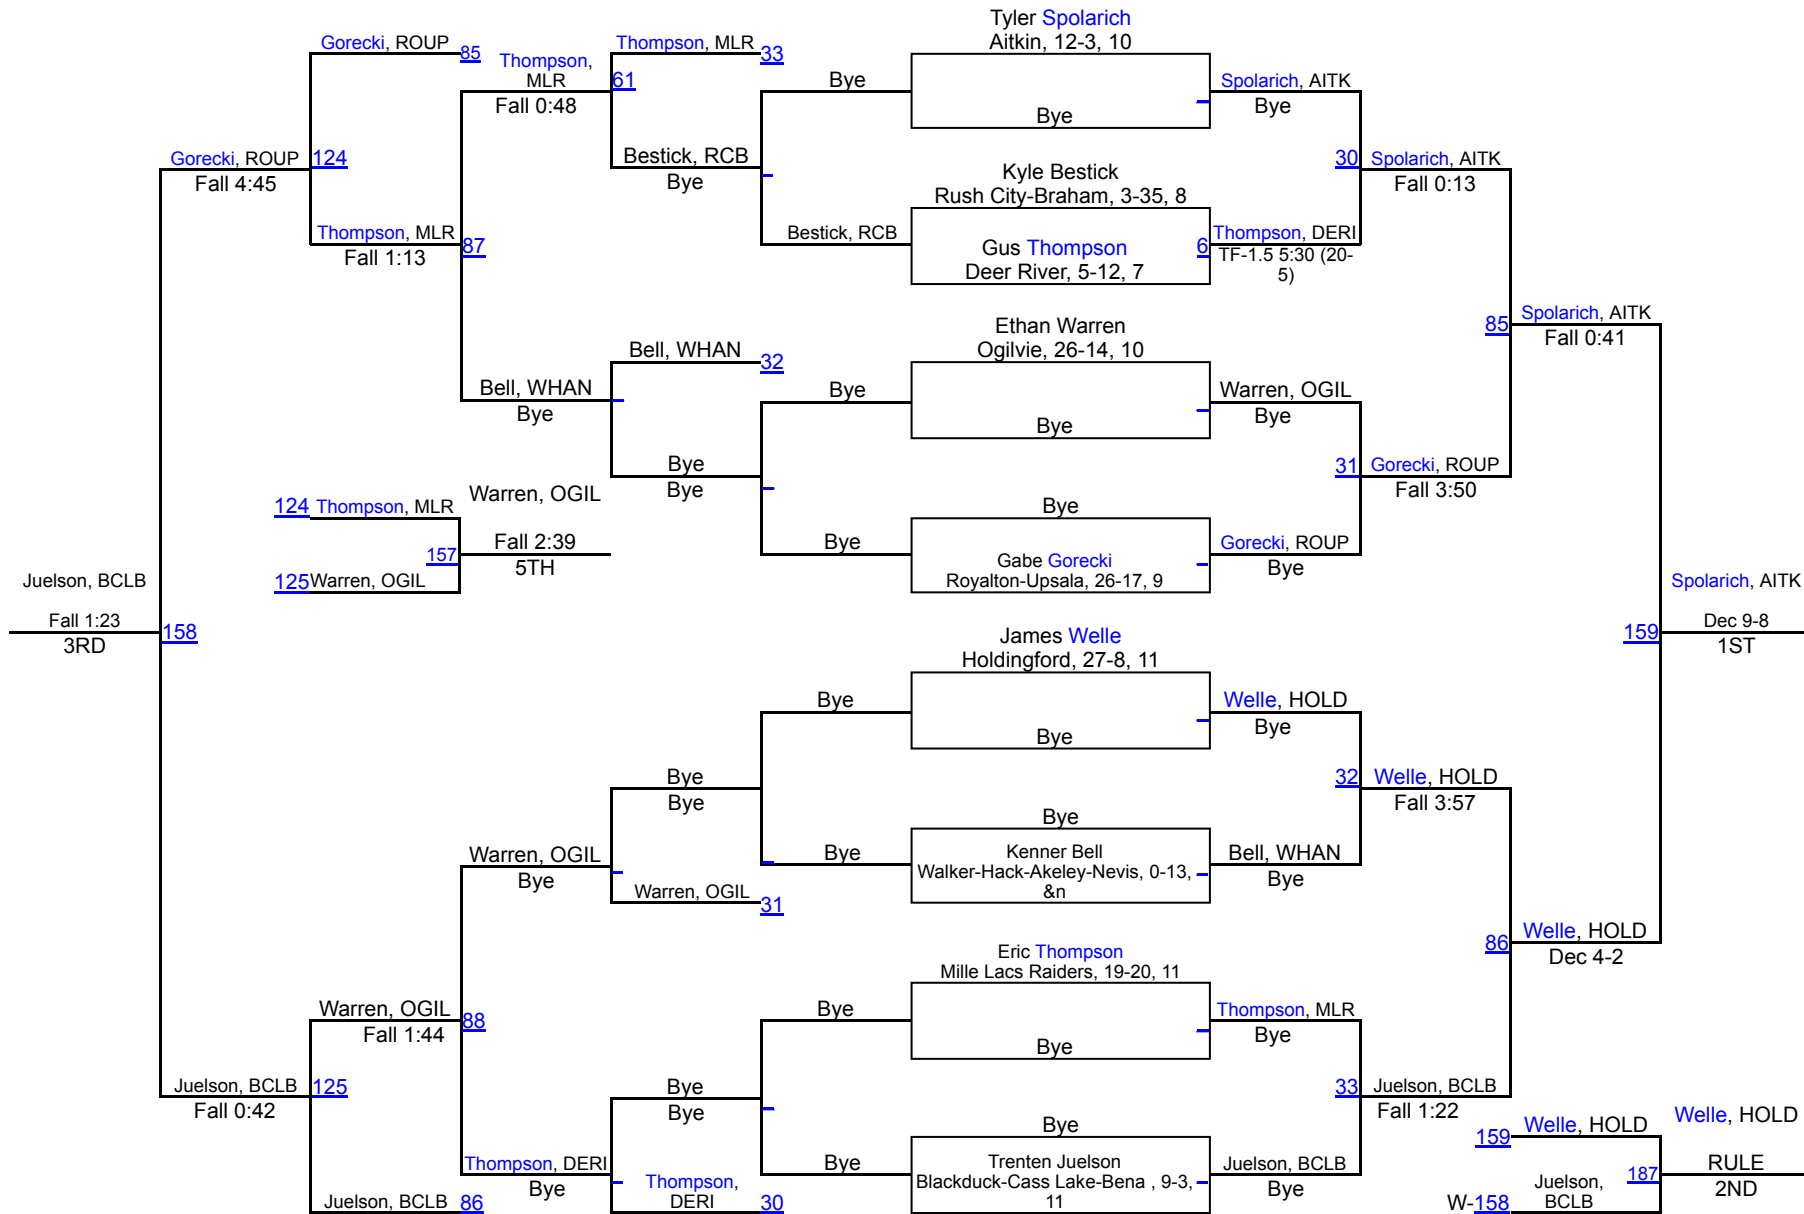 Tyler Spolarich
Aitkin, 12-3, 10
Gorecki, ROUP
85
Thompson,
MLR
Fall 0:48
Thompson, MLR
33
61
Bye
Bye
Spolarich, AITK
Bye
Gorecki, ROUP
Fall 4:45
124
Bestick, RCB
Bye
Kyle Bestick
Rush City-Braham, 3-35, 8
30
Spolarich, AITK
Fall 0:13
Thompson, MLR
Fall 1:13
87
Bestick, RCB
Gus Thompson
Deer River, 5-12, 7
6
Thompson, DERI
TF-1.5 5:30 (20-
5)
Ethan Warren
Ogilvie, 26-14, 10
85
Spolarich, AITK
Fall 0:41
Bell, WHAN
32
Bell, WHAN
Bye
Bye
Bye
Warren, OGIL
Bye
Bye
Bye
31
Gorecki, ROUP
Fall 3:50
124
Thompson, MLR
Warren, OGIL
Bye
157
Fall 2:39
5TH
Bye
Gabe Gorecki
Royalton-Upsala, 26-17, 9
Gorecki, ROUP
Bye
125
Warren, OGIL
Juelson, BCLB
Fall 1:23
3RD
158
Spolarich, AITK
159
Dec 9-8
1ST
James Welle
Holdingford, 27-8, 11
Bye
Bye
Welle, HOLD
Bye
Bye
Bye
32
Welle, HOLD
Fall 3:57
Bye
Warren, OGIL
Bye
Bye
Kenner Bell
Walker-Hack-Akeley-Nevis, 0-13,
&n
Bell, WHAN
Bye
Warren, OGIL
31
86
Welle, HOLD
Dec 4-2
Eric Thompson
Mille Lacs Raiders, 19-20, 11
Warren, OGIL
Fall 1:44
88
Bye
Bye
Thompson, MLR
Bye
Juelson, BCLB
Fall 0:42
125
Bye
Bye
33
Juelson, BCLB
Fall 1:22
Bye
159
Welle, HOLD
Welle, HOLD
Thompson, DERI
Bye
Bye
Trenten Juelson
Blackduck-Cass Lake-Bena , 9-3,
11
Juelson, BCLB
Bye
187
RULE
2ND
Juelson, BCLB
86
Thompson,
DERI
30
W-158
Juelson,
BCLB